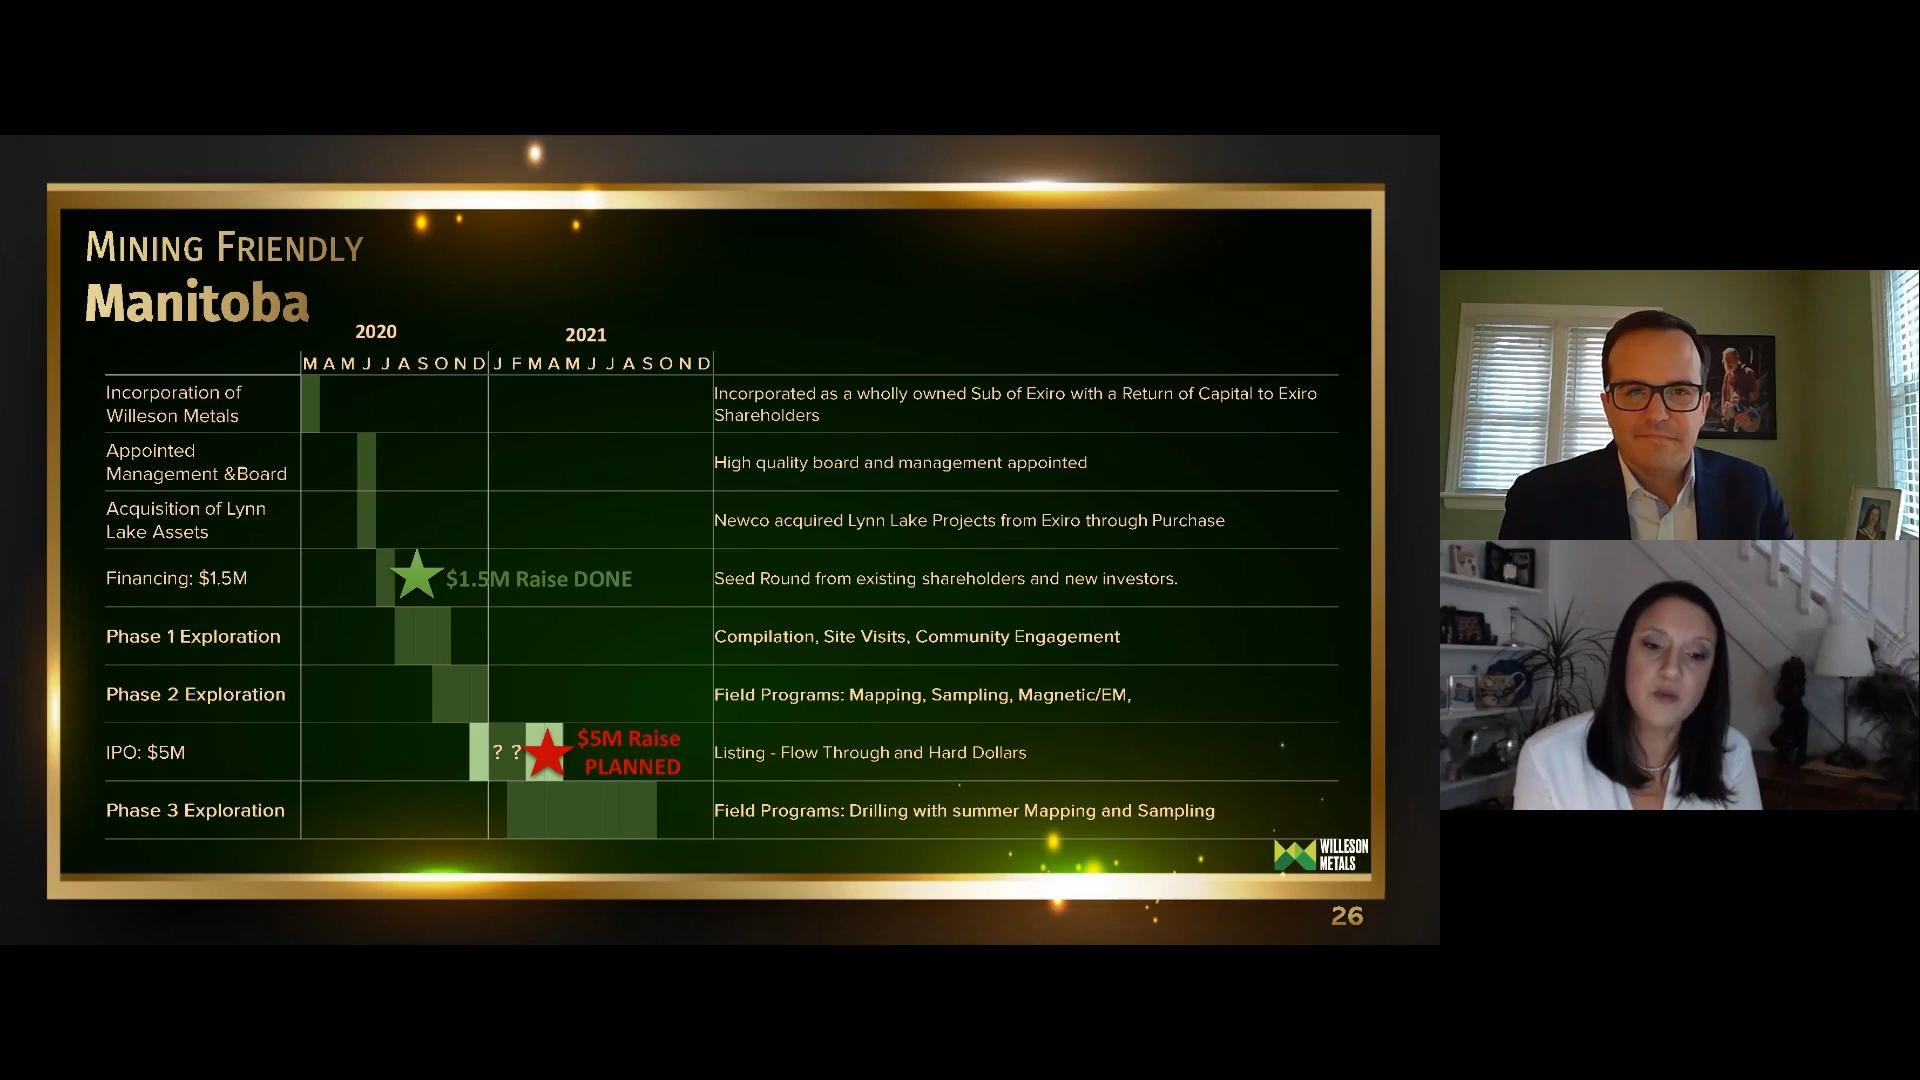 MINING FRIENDLY
Manitoba
2020 2021
M A M J J A S O N D J F M A M J J A S O N D
Incorporation of
Willeson Metals
Incorporated as a wholly owned Sub of Exiro with a Return of Capital to Exiro
Shareholders
Appointed
Management &Board
High quality board and management appointed
Acquisition of Lynn
Lake Assets
Newco acquired Lynn Lake Projects from Exiro through Purchase
Financing: $1.5M
$1.5M Raise DONE
Seed Round from existing shareholders and new investors.
Phase 1 Exploration
Compilation, Site Visits, Community Engagement
Phase 2 Exploration
Field Programs: Mapping, Sampling, Magnetic/EM,
IPO: $5M
? ?
$5M Raise
PLANNED
Listing - Flow Through and Hard Dollars
Phase 3 Exploration
Field Programs: Drilling with summer Mapping and Sampling
WILLESON
METALS
26